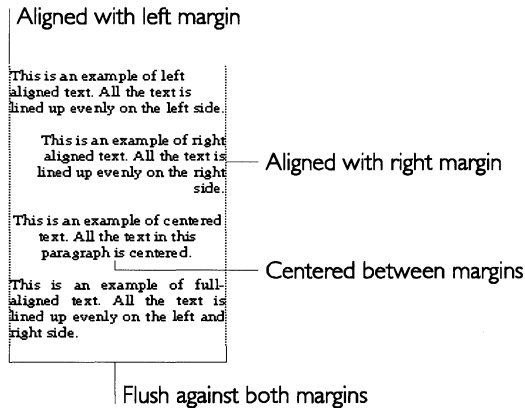 Aligned with left margin
This is an example of left
aligned text. All the text is
lined up evenly on the left side.
This is an example of right
aligned text. All the text is
lined up evenly on the right
side.
Aligned with right margin
This is an example of centered
text. All the text in this
paragraph is centered.
Centered between margins
This is an example of full-
aligned text. All the text is
lined up evenly on the left and
right side.
Flush against both margins